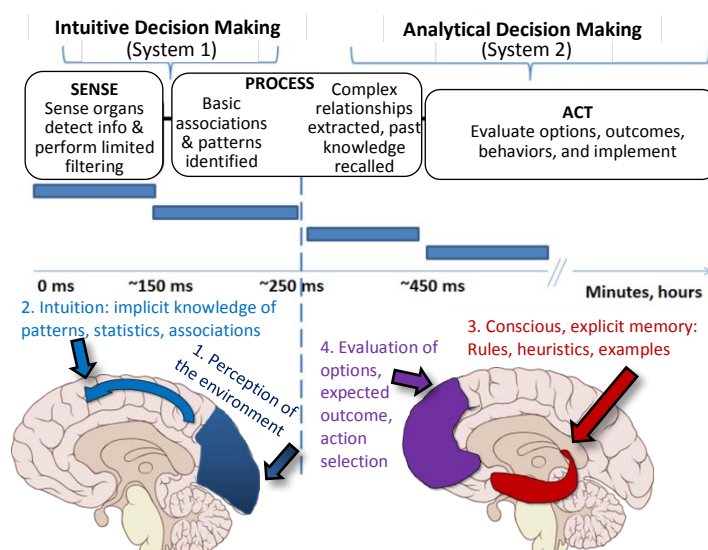 Intuitive Decision Making
(System 1)
Analytical Decision Making
(System 2)
SENSE
Sense organs
detect info &
perform limited
filtering
PROCESS
Basic
associations
& patterns
identified
Complex
relationships
extracted, past
knowledge
recalled
ACT
Evaluate options, outcomes,
behaviors, and implement
0 ms
~150 ms
~250 ms
~450 ms
Minutes, hours
2. Intuition: implicit knowledge of
patterns, statistics, associations
1. Perception of
the environment
4. Evaluation of
options,
expected
outcome,
action
selection
3. Conscious, explicit memory:
Rules, heuristics, examples